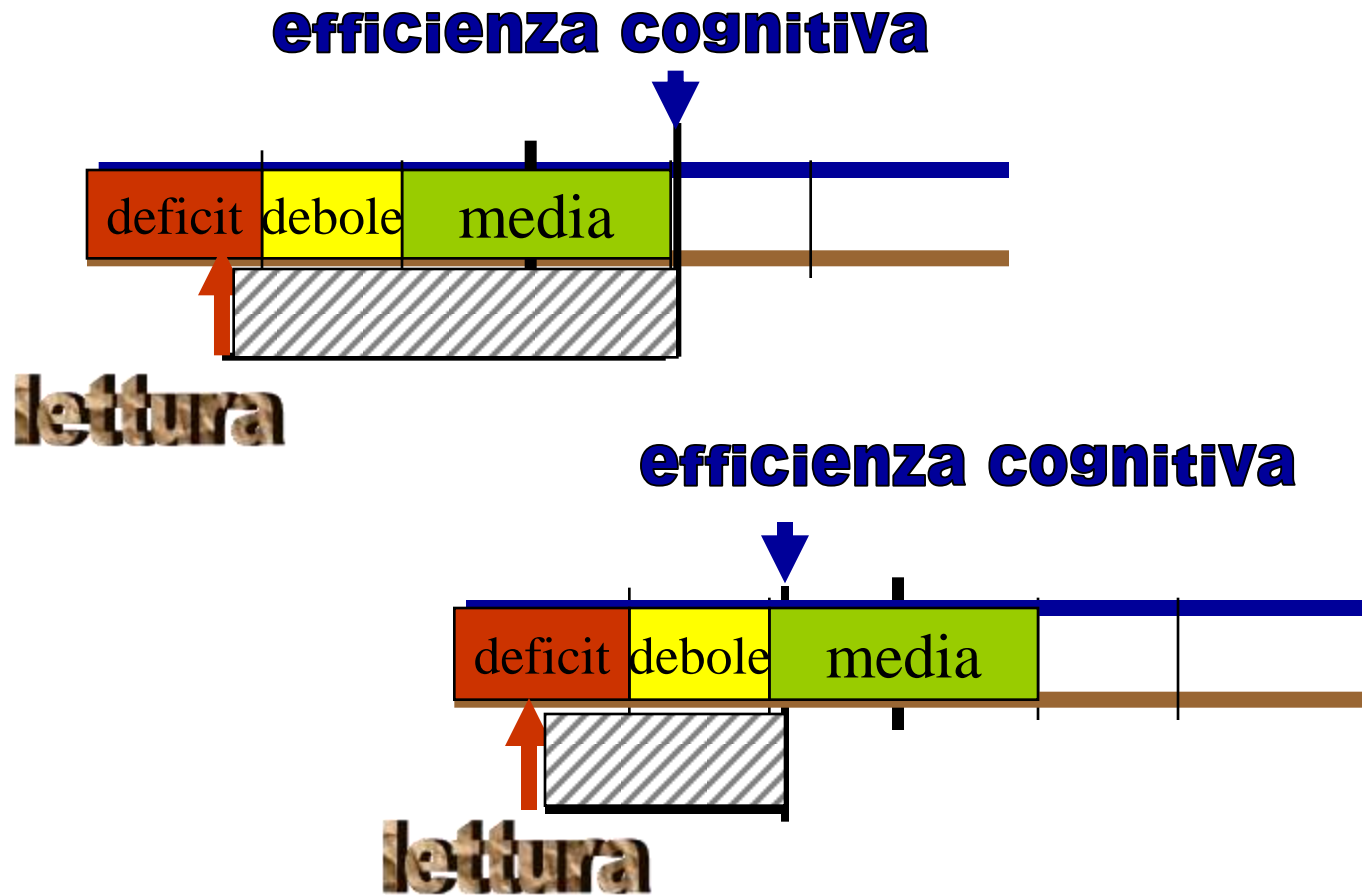 efficienza cognitiva
deficit debole media
lettura
efficienza cognitiva
deficit debole media
lettura